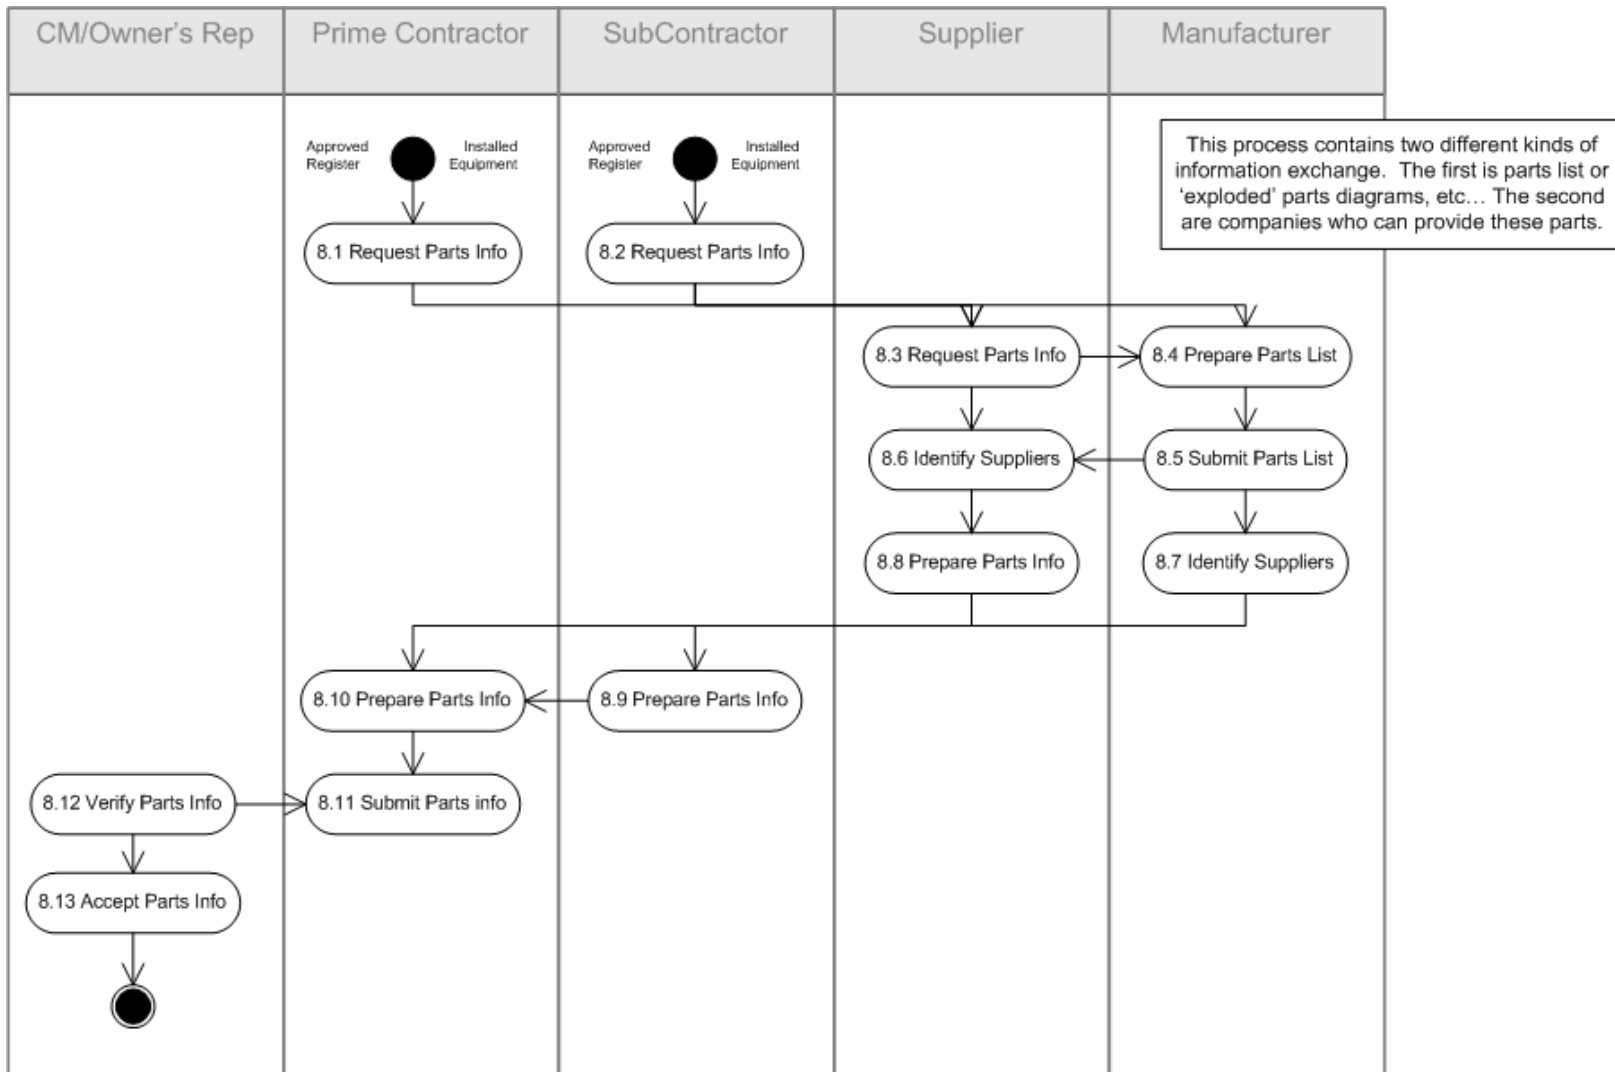 CM/Owner's Rep
Prime Contractor
SubContractor
Supplier
Manufacturer
Approved
Register
Installed
Equipment
Approved
Register
Installed
Equipment
This process contains two different kinds of
information exchange.  The first is parts list or
‘exploded’ parts diagrams, etc… The second
are companies who can provide these parts.
8.1 Request Parts Info
8.2 Request Parts Info
8.3 Request Parts Info
8.4 Prepare Parts List
8.6 Identify Suppliers
8.5 Submit Parts List
8.8 Prepare Parts Info
8.7 Identify Suppliers
8.10 Prepare Parts Info
8.9 Prepare Parts Info
8.12 Verify Parts Info
8.11 Submit Parts info
8.13 Accept Parts Info